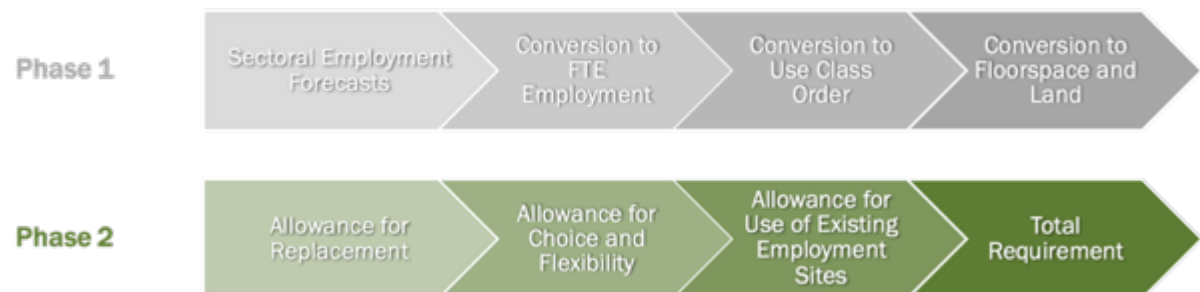 Phase 1
Sectoral Employment
Forecasts
Conversion to
FTE
Employment
Conversion to
Use Class
Order
Conversion to
Floorspace and
Land
Phase 2
Allowance for
Replacement
Allowance for
Choice and
Flexibility
Allowance for
Use of Existing
Employment
Sites
Total
Requirement